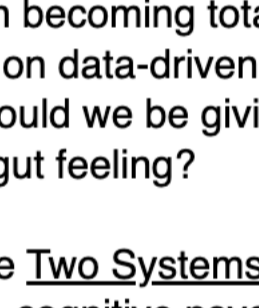 becoming tota
on data-driven
ould we be givi
gut feeling?
e Two Systems